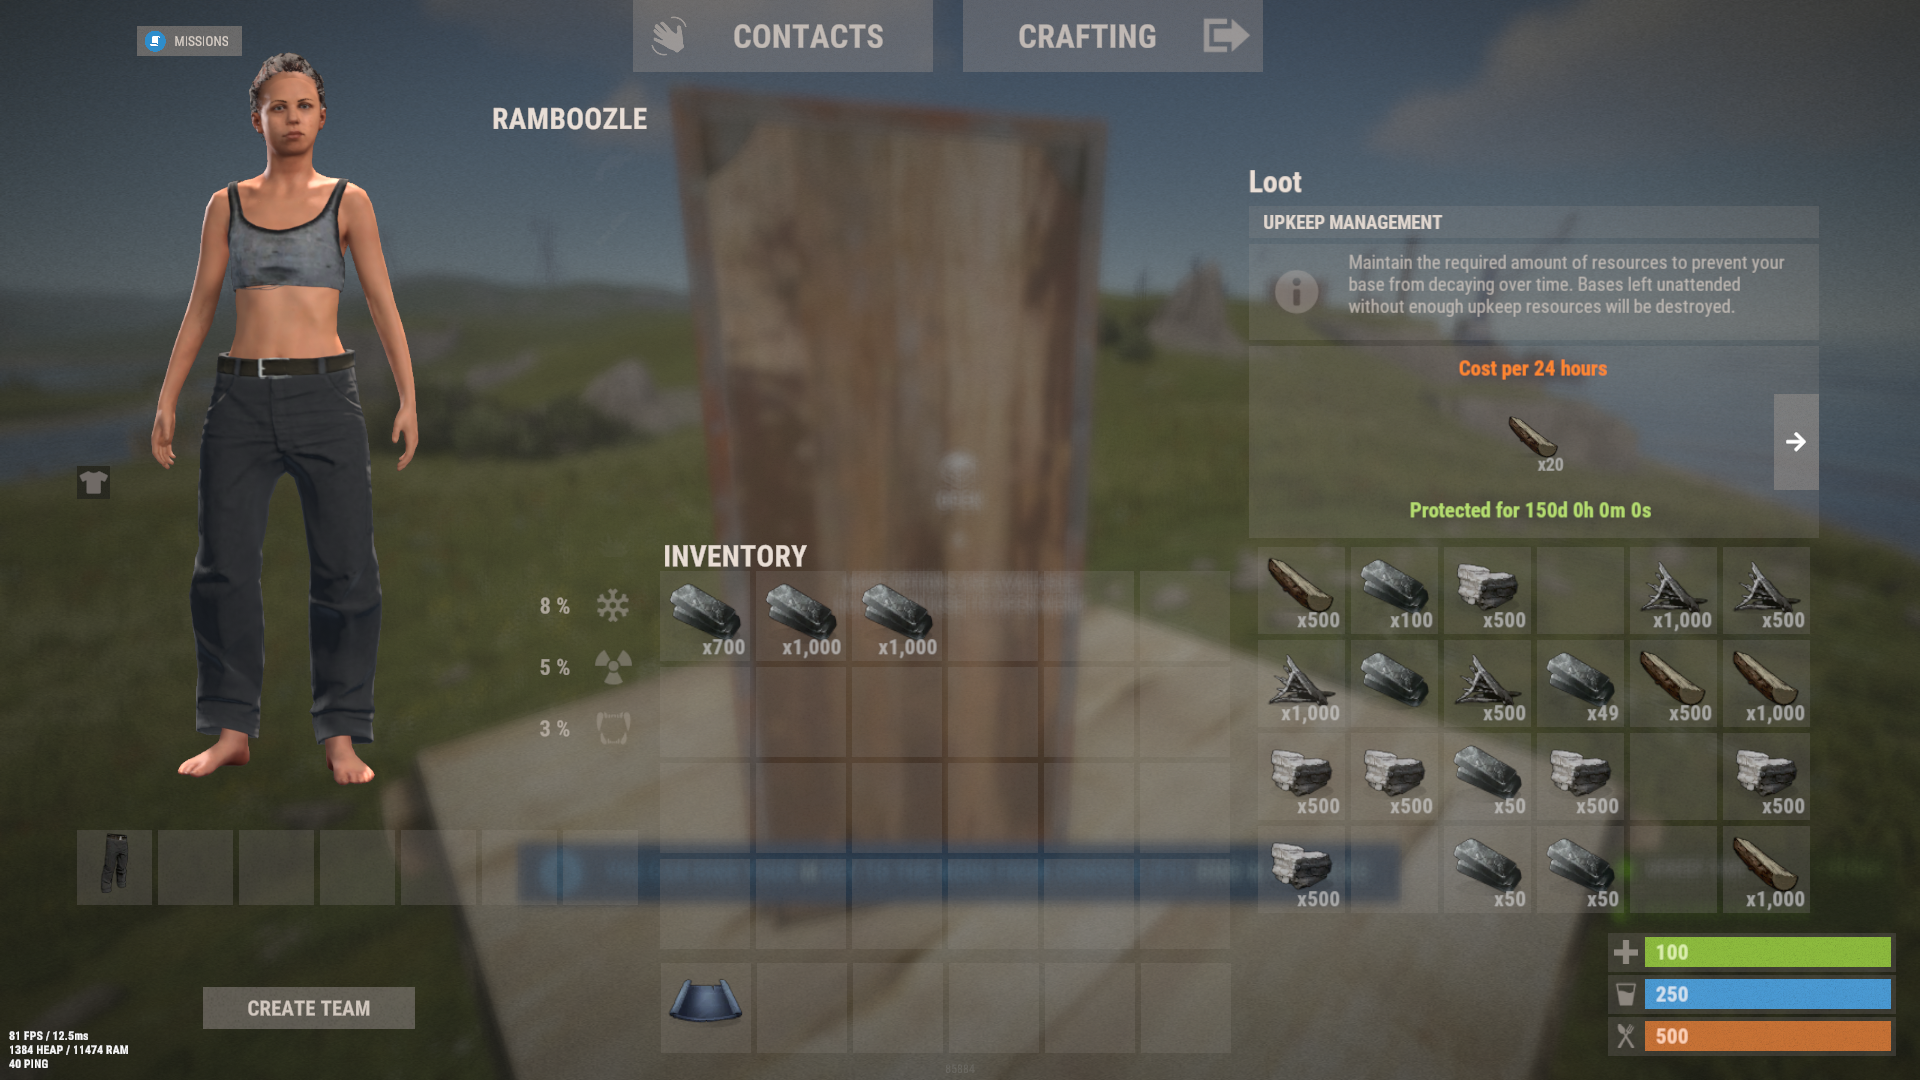 MISSIONS
CONTACTS
CRAFTING
RAMBOOZLE
Loot
UPKEEP MANAGEMENT
Maintain the required amount of resources to prevent your
base from decaying over time. Bases left unattended
without enough upkeep resources will be destroyed.
Cost per 24 hours
x20
Protected for 150d 0h 0m 0s
INVENTORY
8 %
5 %
3 %
x700 x1,000 x1,000
x500 x100 x500 x1,000 x500
x1,000 x500 x49 x500 x1,000
x500 x500 x50 x500 x500
x500 x50 x50 x1,000
CREATE TEAM
100
250
500
81 FPS / 12.5ms
1384 HEAP / 11474 RAM
40 PING